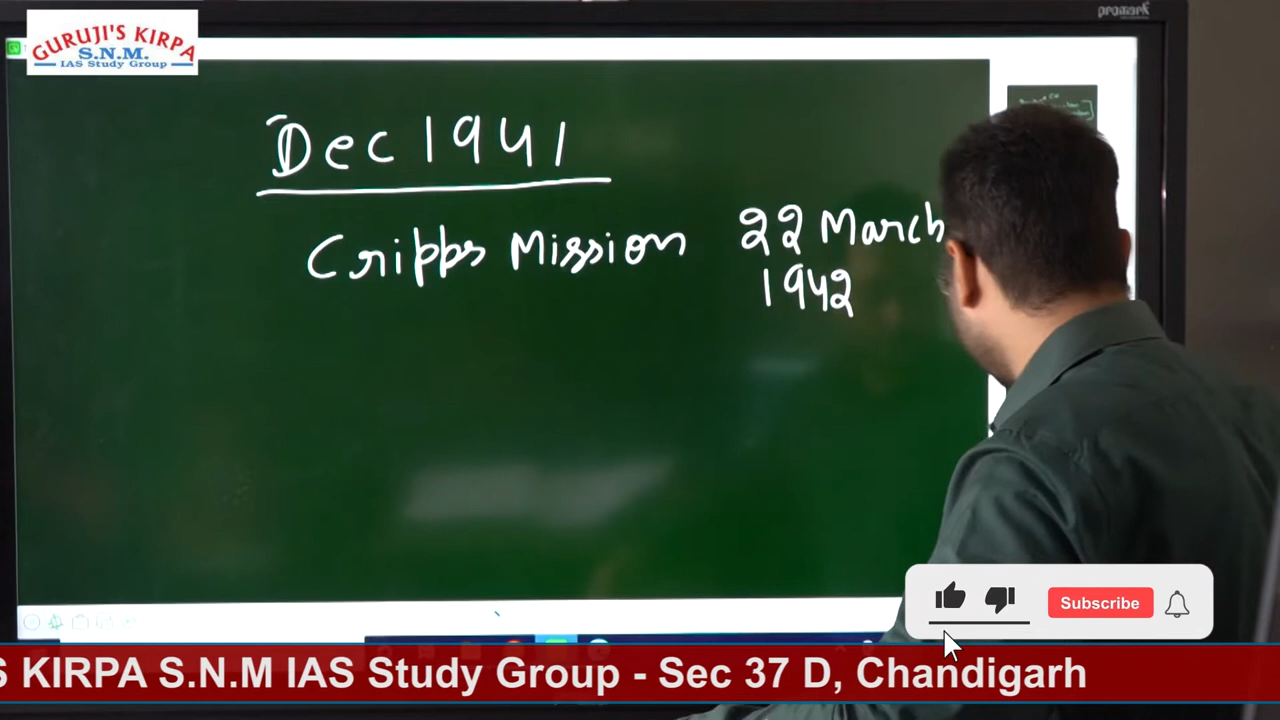 promark
GURUJI'S KIRPA
S.N.M.
IAS Study Group
Dec 1941
Cripps Mission 22 March
1942
Subscribe
S KIRPA S.N.M IAS Study Group - Sec 37 D, Chandigarh